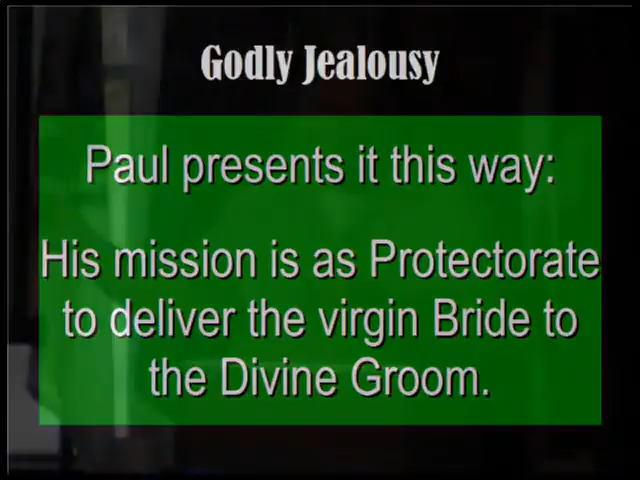 Godly Jealousy
Paul presents it this way:
His mission is as Protectorate
to deliver the virgin Bride to
the Divine Groom.